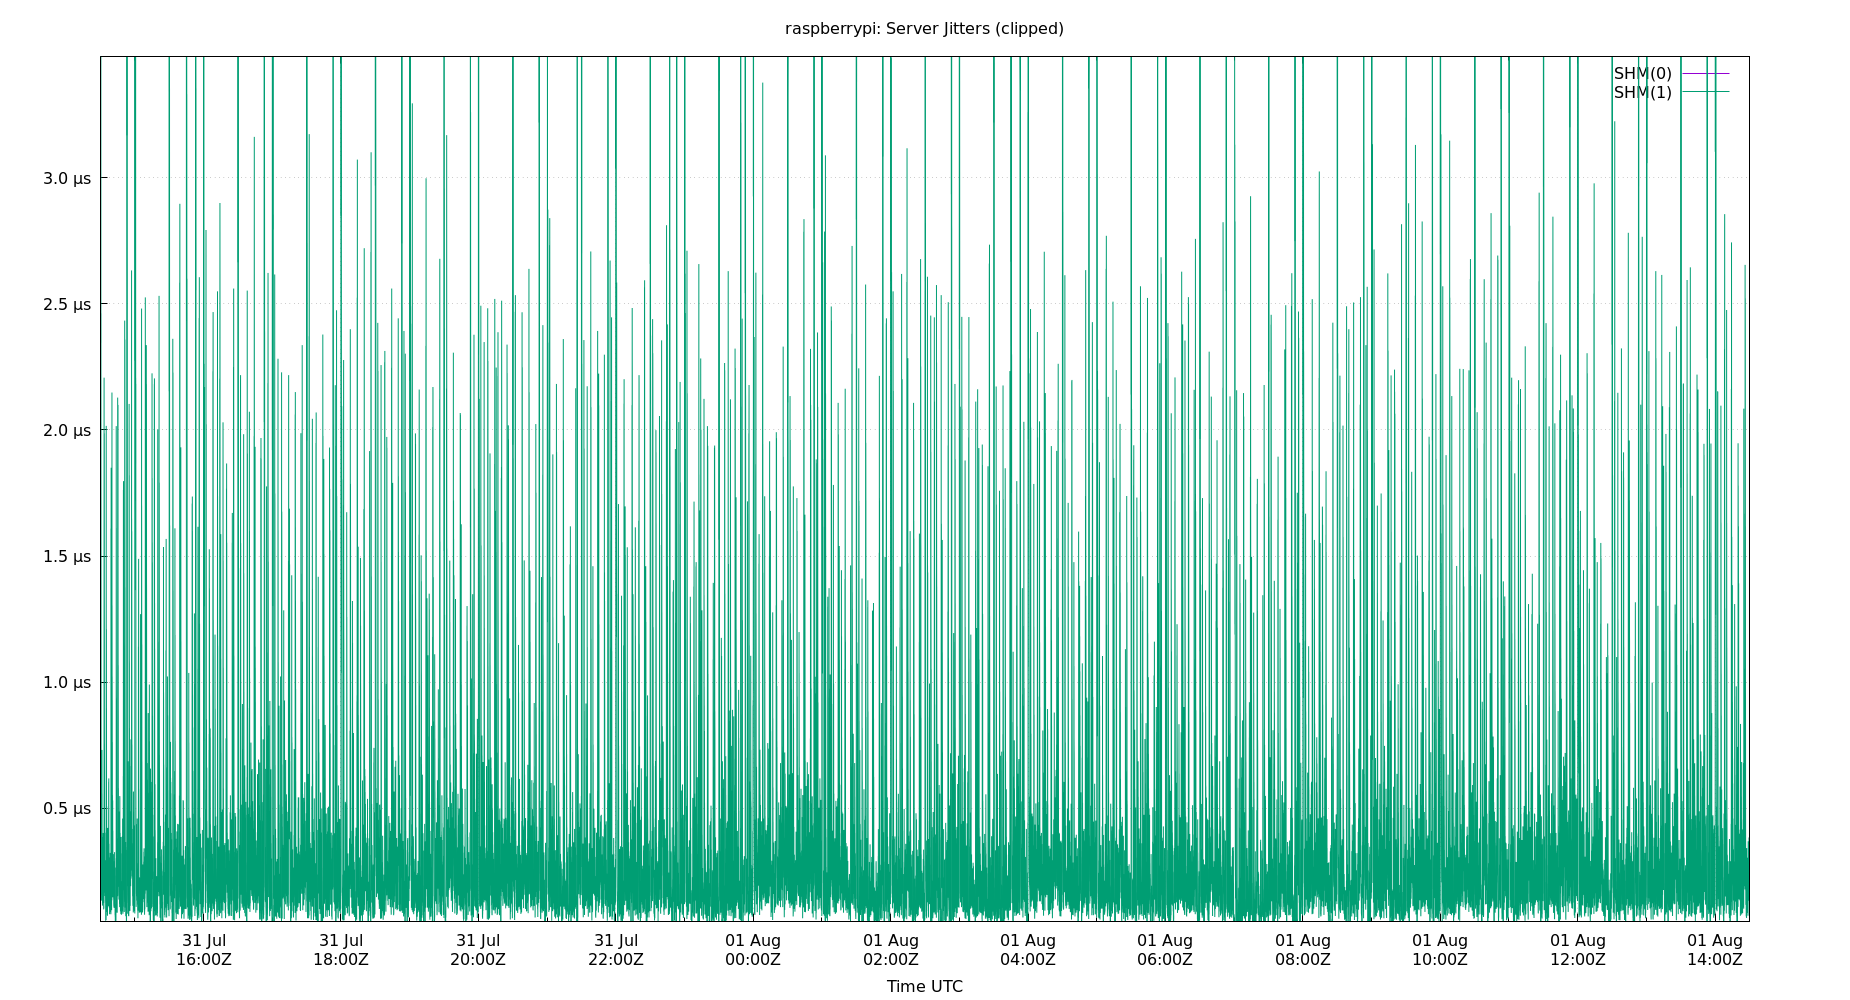 raspberrypi: Server Jitters (clipped)
SHM(0)
SHM(1)
3.0 μs
2.5 μs
2.0 μs
1.5 μs
1.0 μs
0.5 μs
31 Jul 31 Jul 31 Jul 31 Jul 01 Aug 01 Aug 01 Aug 01 Aug 01 Aug 01 Aug 01 Aug 01 Aug
16:00Z 18:00Z 20:00Z 22:00Z 00:00Z 02:00Z 04:00Z 06:00Z 08:00Z 10:00Z 12:00Z 14:00Z
Time UTC